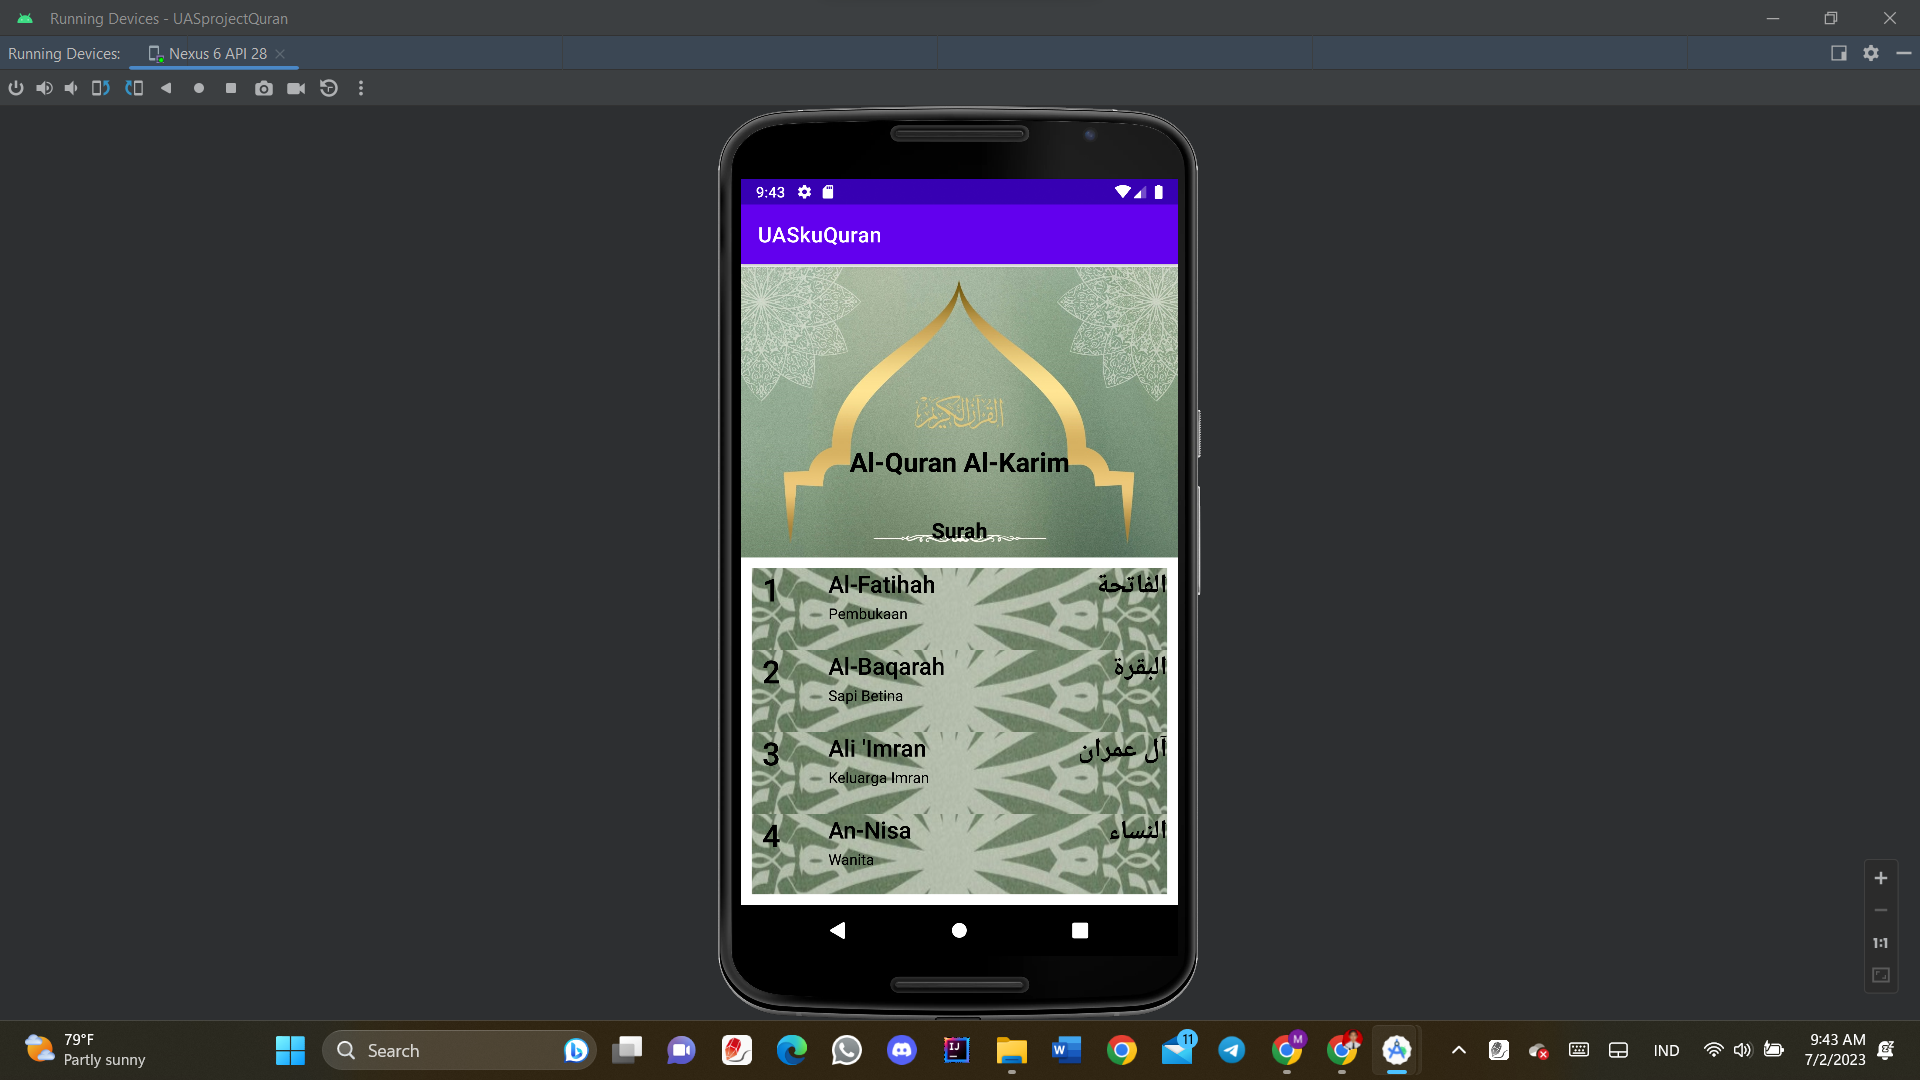 Running Devices - UASprojectQuran
Running Devices: Nexus 6 API 28
9:43
UASkuQuran
القرآن الكريم
Al-Quran Al-Karim
Surah
1 Al-Fatihah الفاتحة
Pembukaan
2 Al-Baqarah البقرة
Sapi Betina
3 Ali 'Imran آل عمران
Keluarga Imran
4 An-Nisa النساء
Wanita
1:1
79°F
Partly sunny
Search
11
M
IND
9:43 AM
7/2/2023